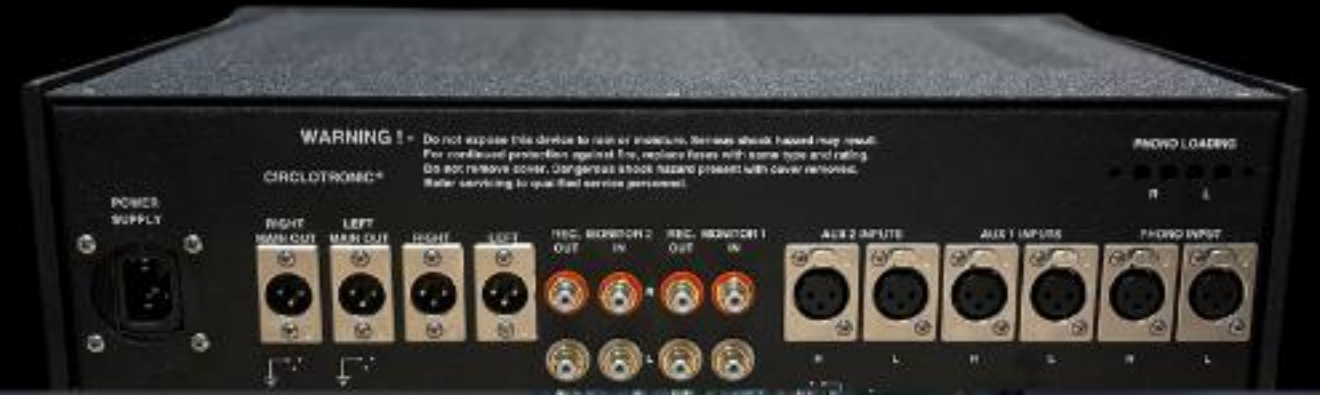 WARNING ! - Do not expose this device to rain or moisture. Serious shock hazard may result.
For continued protection against fire, replace fuses with same type and rating.
Do not remove cover. Dangerous shock hazard present with cover removed.
Refer servicing to qualified service personnel.
CIRCLOTRONIC®
PHONO LOADING
R L
POWER
SUPPLY
RIGHT
MAIN OUT
LEFT
MAIN OUT
RIGHT
LEFT
REC.
OUT
MONITOR 2
IN
REC.
OUT
MONITOR 1
IN
AUX 2 INPUTS
AUX 1 INPUTS
PHONO INPUT
R
L
R L R L R L